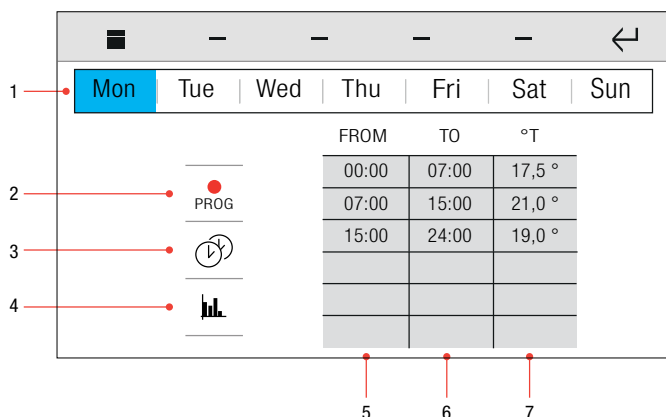 1
Mon Tue Wed Thu Fri Sat Sun
FROM TO °T
00:00 07:00 17,5 °
2
PROG
07:00 15:00 21,0 °
15:00 24:00 19,0 °
3
4
5 6 7